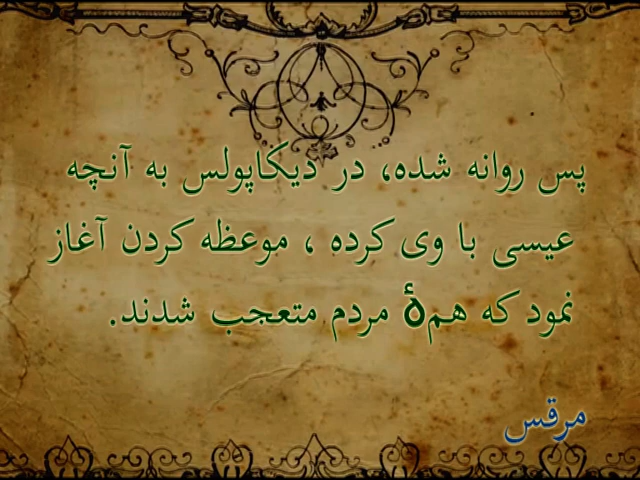 پس روانه شده، در دیکاپولس به آنچه
عیسی با وی کرده ، موعظه کردن آغاز
نمود که همۀ مردم متعجب شدند.
مرقس